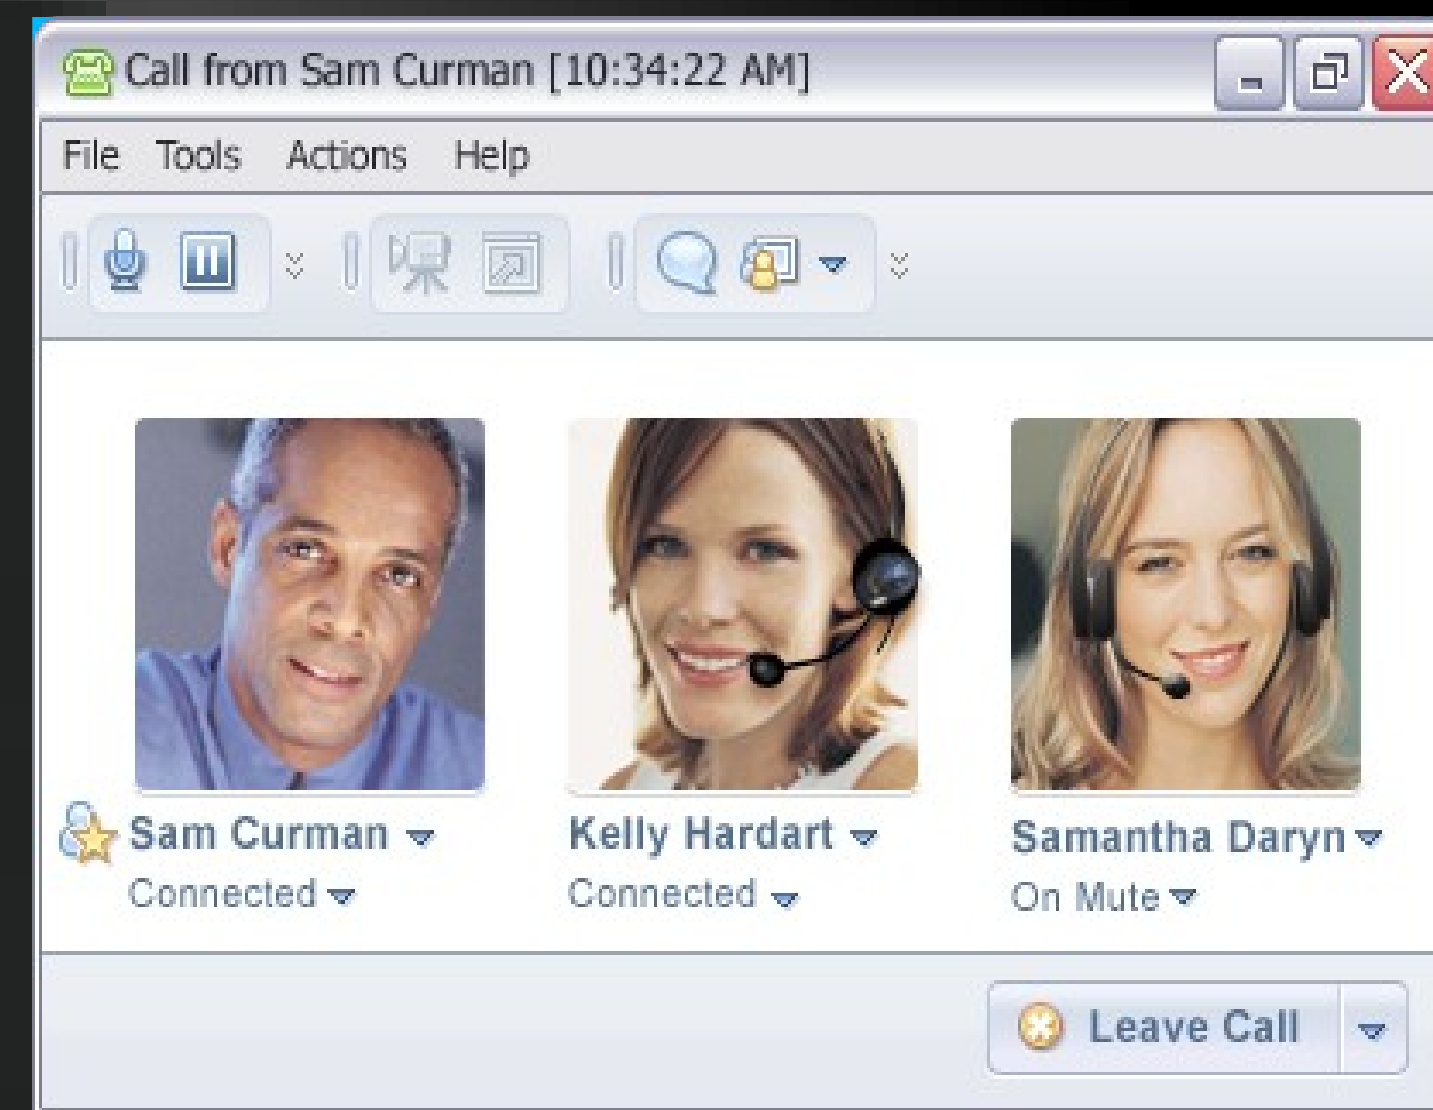 Call from Sam Curman [10:34:22 AM]
File Tools Actions Help
Sam Curman Kelly Hardart Samantha Daryn
Connected Connected On Mute
Leave Call